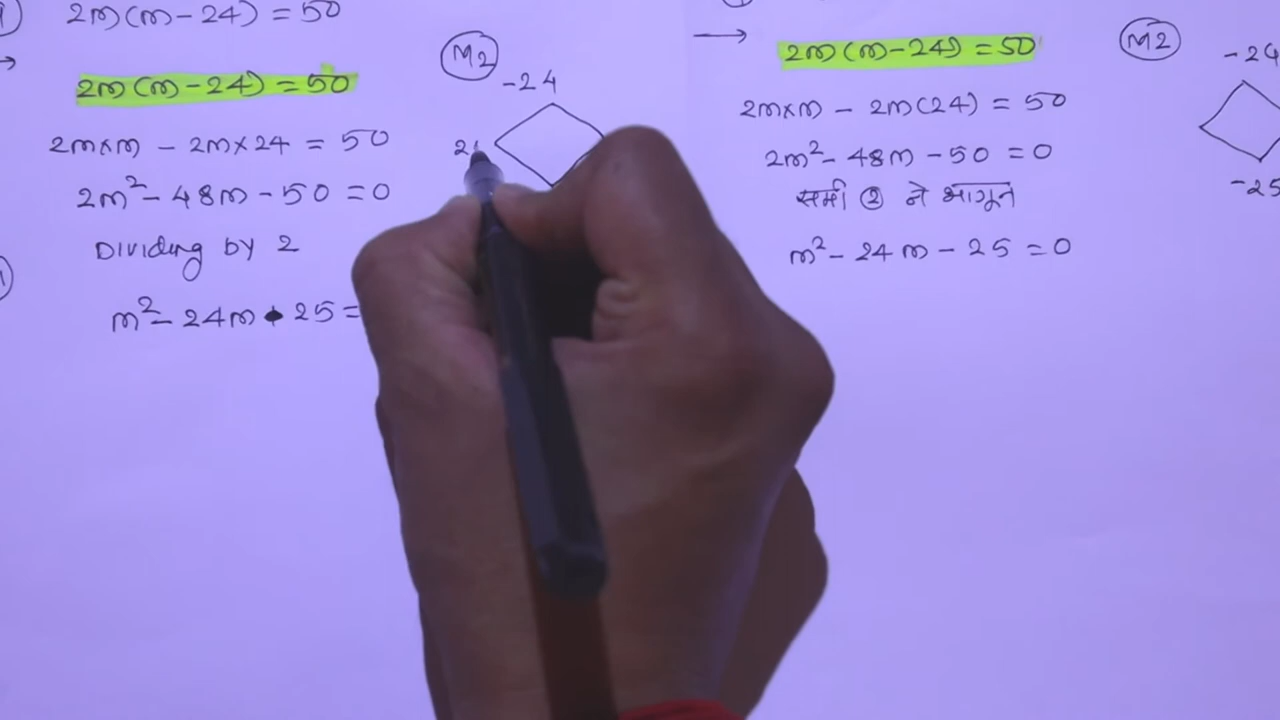 2m(m-24) = 50
→
2m(m-24) = 50
2m×m - 2m×24 = 50
2m² - 48m - 50 = 0
Dividing by 2
m² - 24m - 25 =
M2
-24
→
2m(m-24) = 50
2m×m - 2m(24) = 50
2m² - 48m - 50 = 0
समी ② ने भागून
m² - 24m - 25 = 0
M2
-24
-25